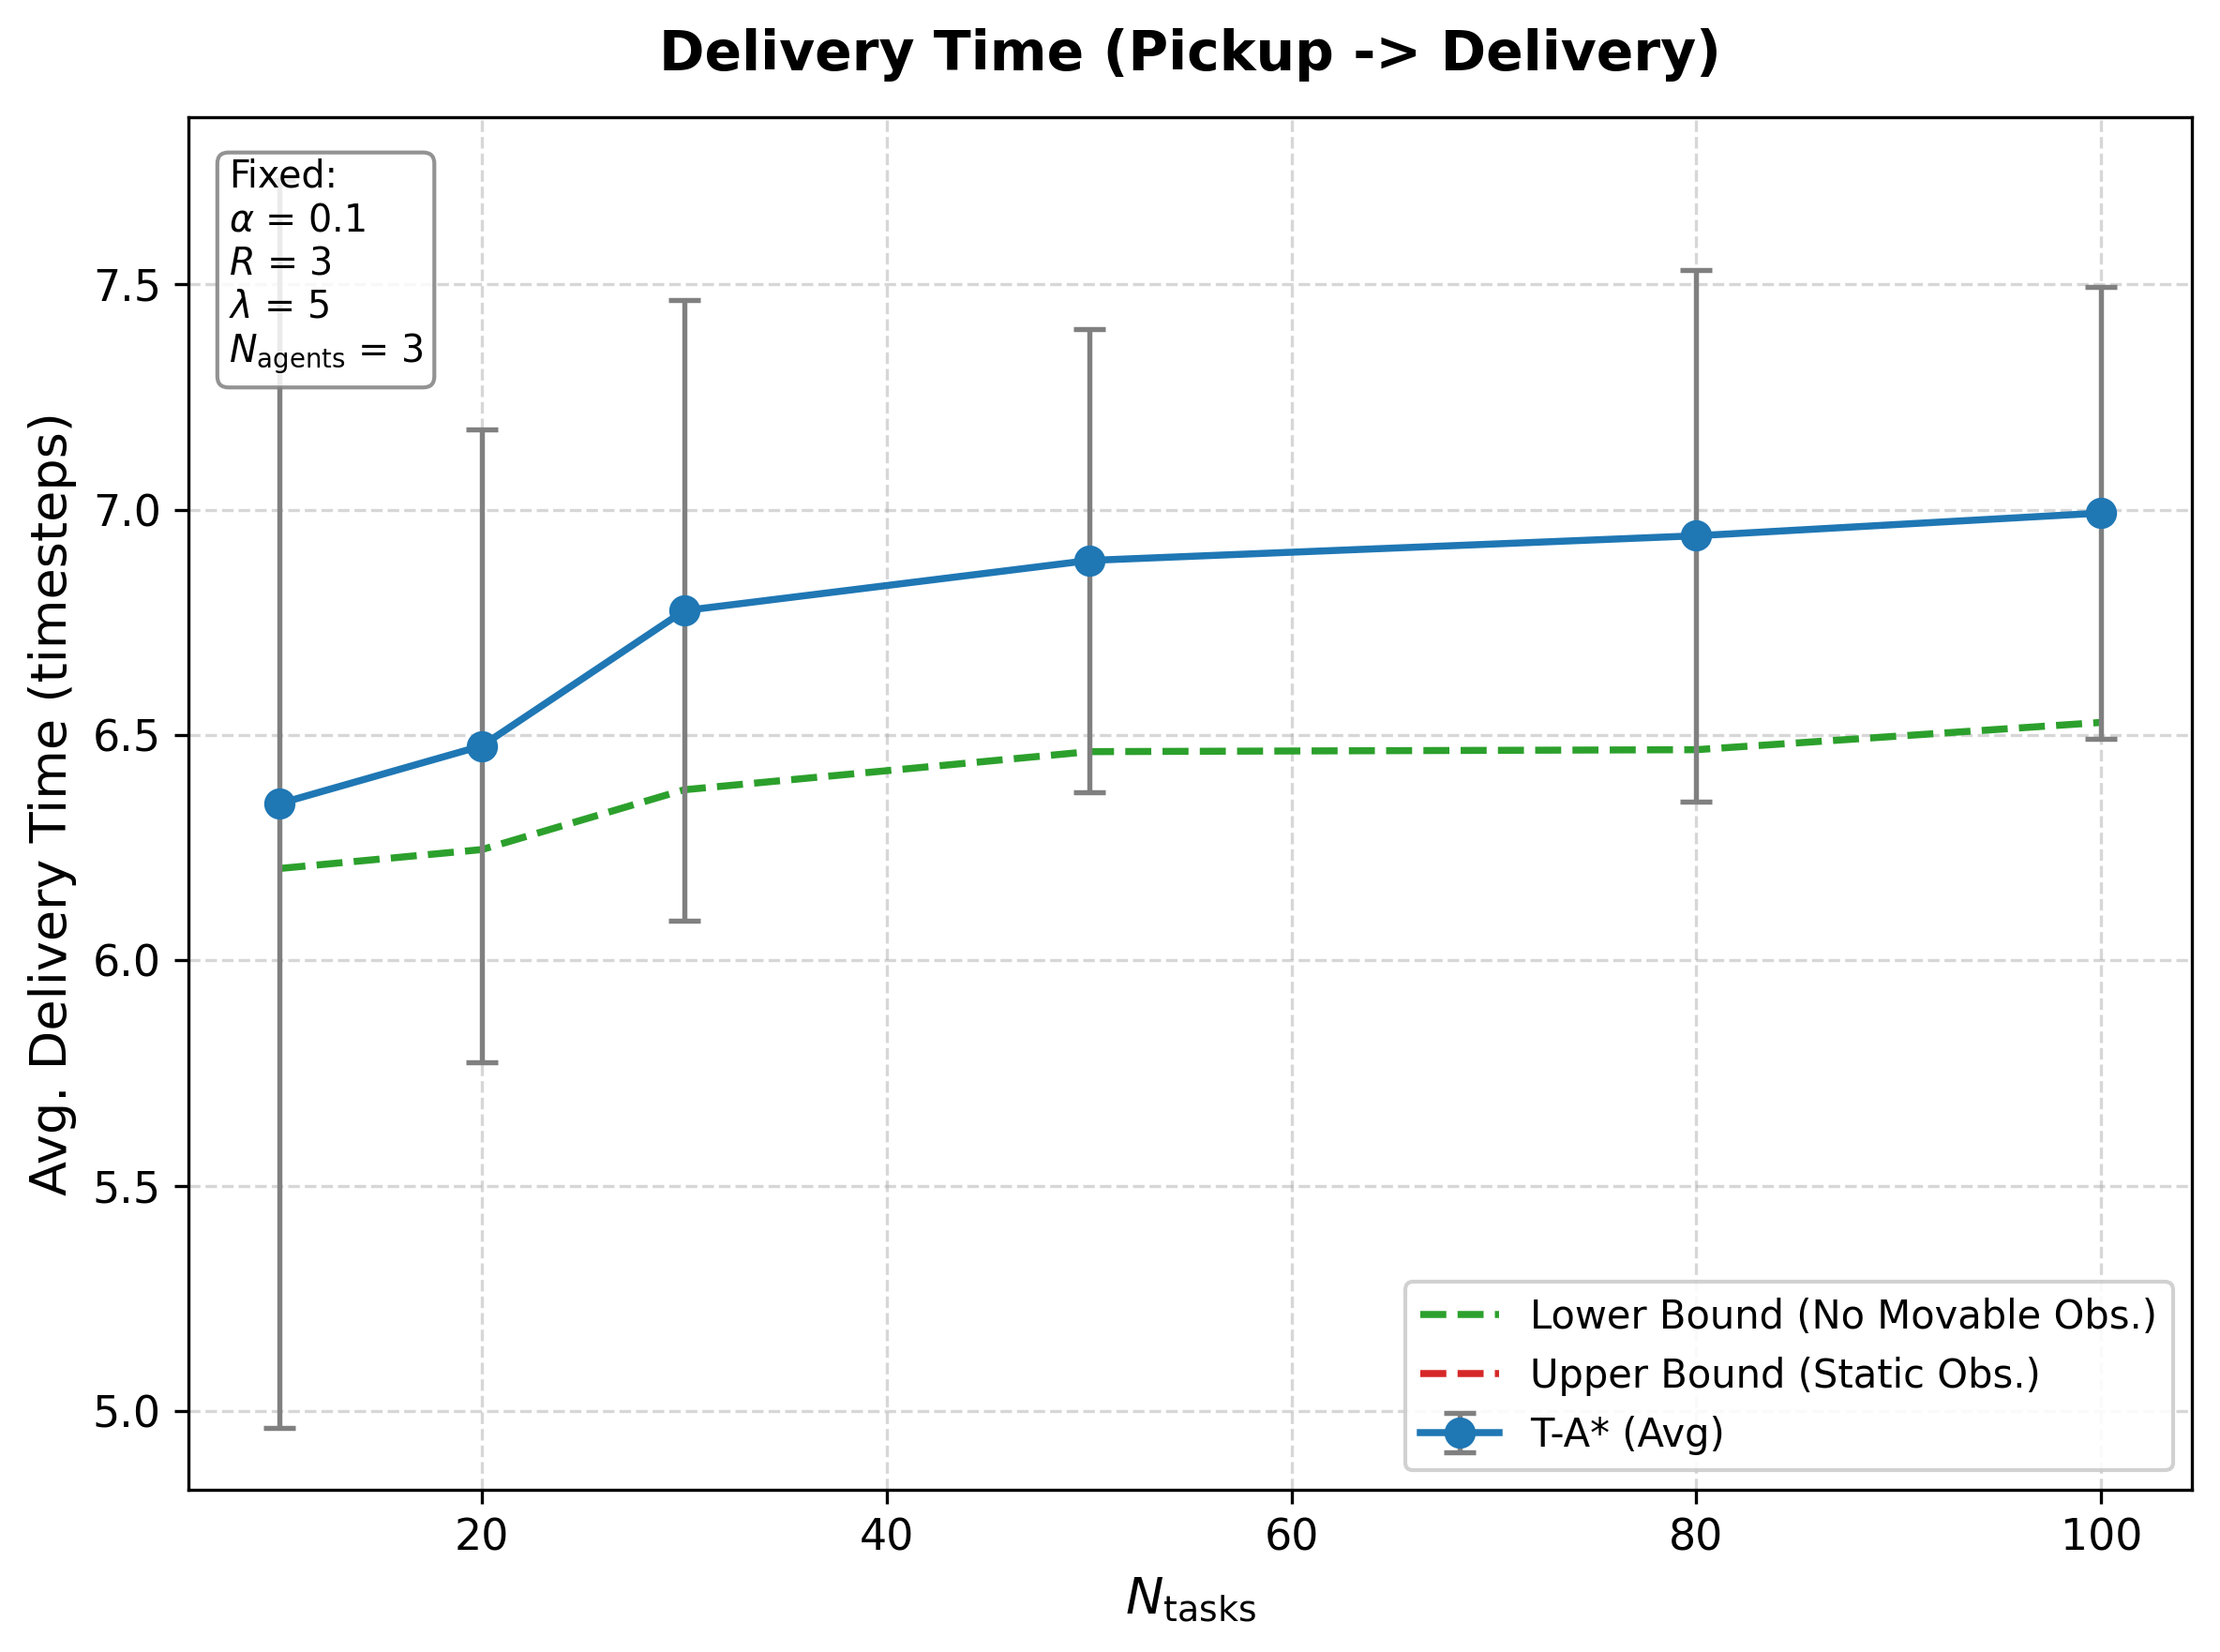 Delivery Time (Pickup -> Delivery)
Fixed:
α = 0.1
R = 3
λ = 5
N_agents = 3
Avg. Delivery Time (timesteps)
7.5
7.0
6.5
6.0
5.5
5.0
Lower Bound (No Movable Obs.)
Upper Bound (Static Obs.)
T-A* (Avg)
20 40 60 80 100
N_tasks